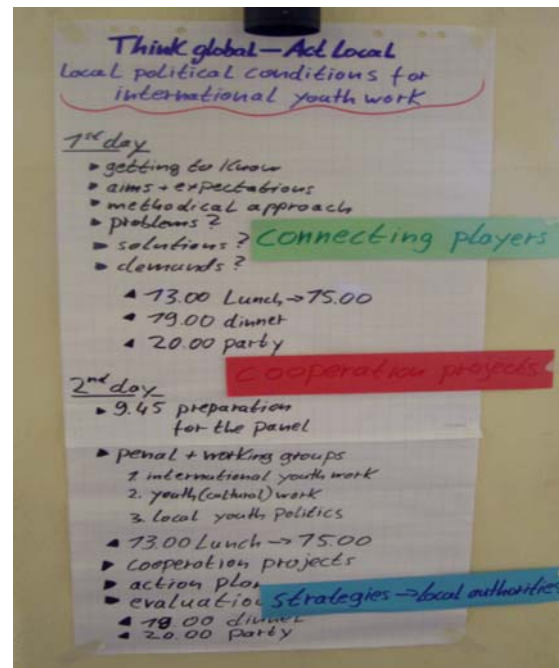 Think global — Act Local
Local political conditions for
international youth work
1st day
▸ getting to know
▸ aims + expectations
▸ methodical approach
▸ problems?
▸ solutions?
connecting players
▸ demands?
◂ 13.00 Lunch → 15.00
◂ 19.00 dinner
◂ 20.00 party
cooperation projects
2nd day
▸ 9.45 preparation
for the panel
▸ penal + working groups
1. international youth work
2. youth (cultural) work
3. local youth politics
◂ 13.00 Lunch → 15.00
▸ cooperation projects
▸ action plan
▸ evaluation
strategies → local authorities
◂ 19.00 dinner
◂ 20.00 party